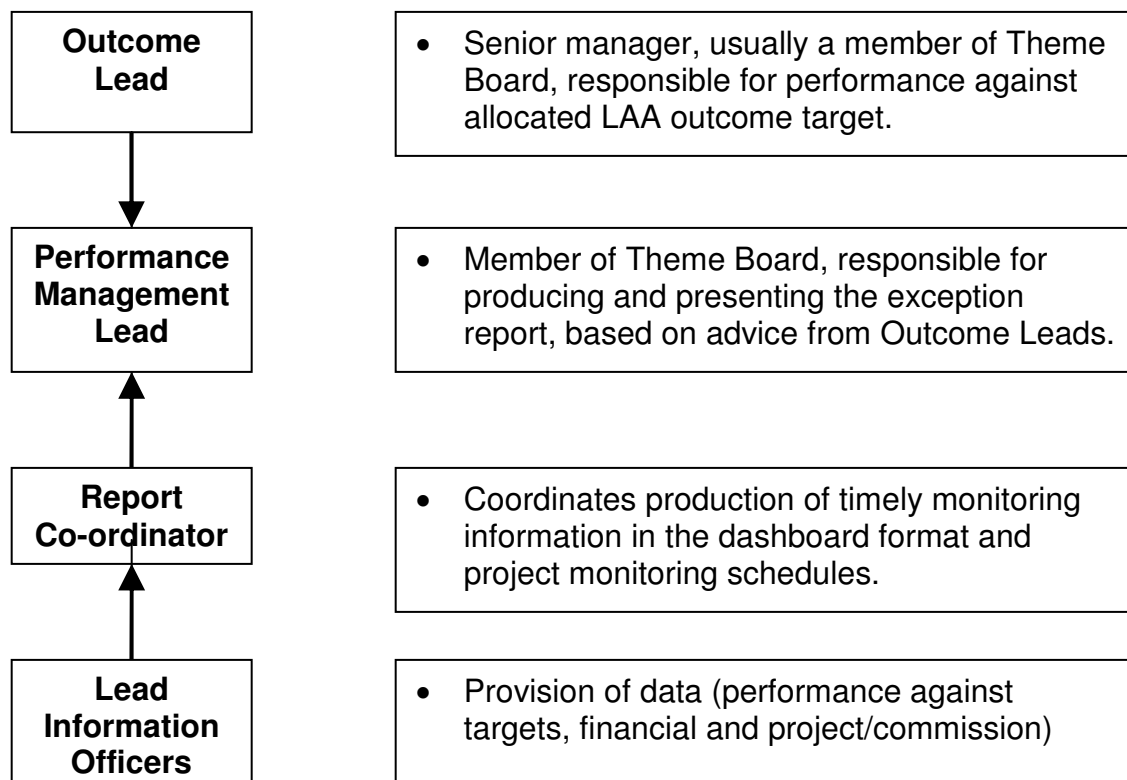 Outcome
Lead
• Senior manager, usually a member of Theme
Board, responsible for performance against
allocated LAA outcome target.
Performance
Management
Lead
• Member of Theme Board, responsible for
producing and presenting the exception
report, based on advice from Outcome Leads.
Report
Co-ordinator
• Coordinates production of timely monitoring
information in the dashboard format and
project monitoring schedules.
Lead
Information
Officers
• Provision of data (performance against
targets, financial and project/commission)